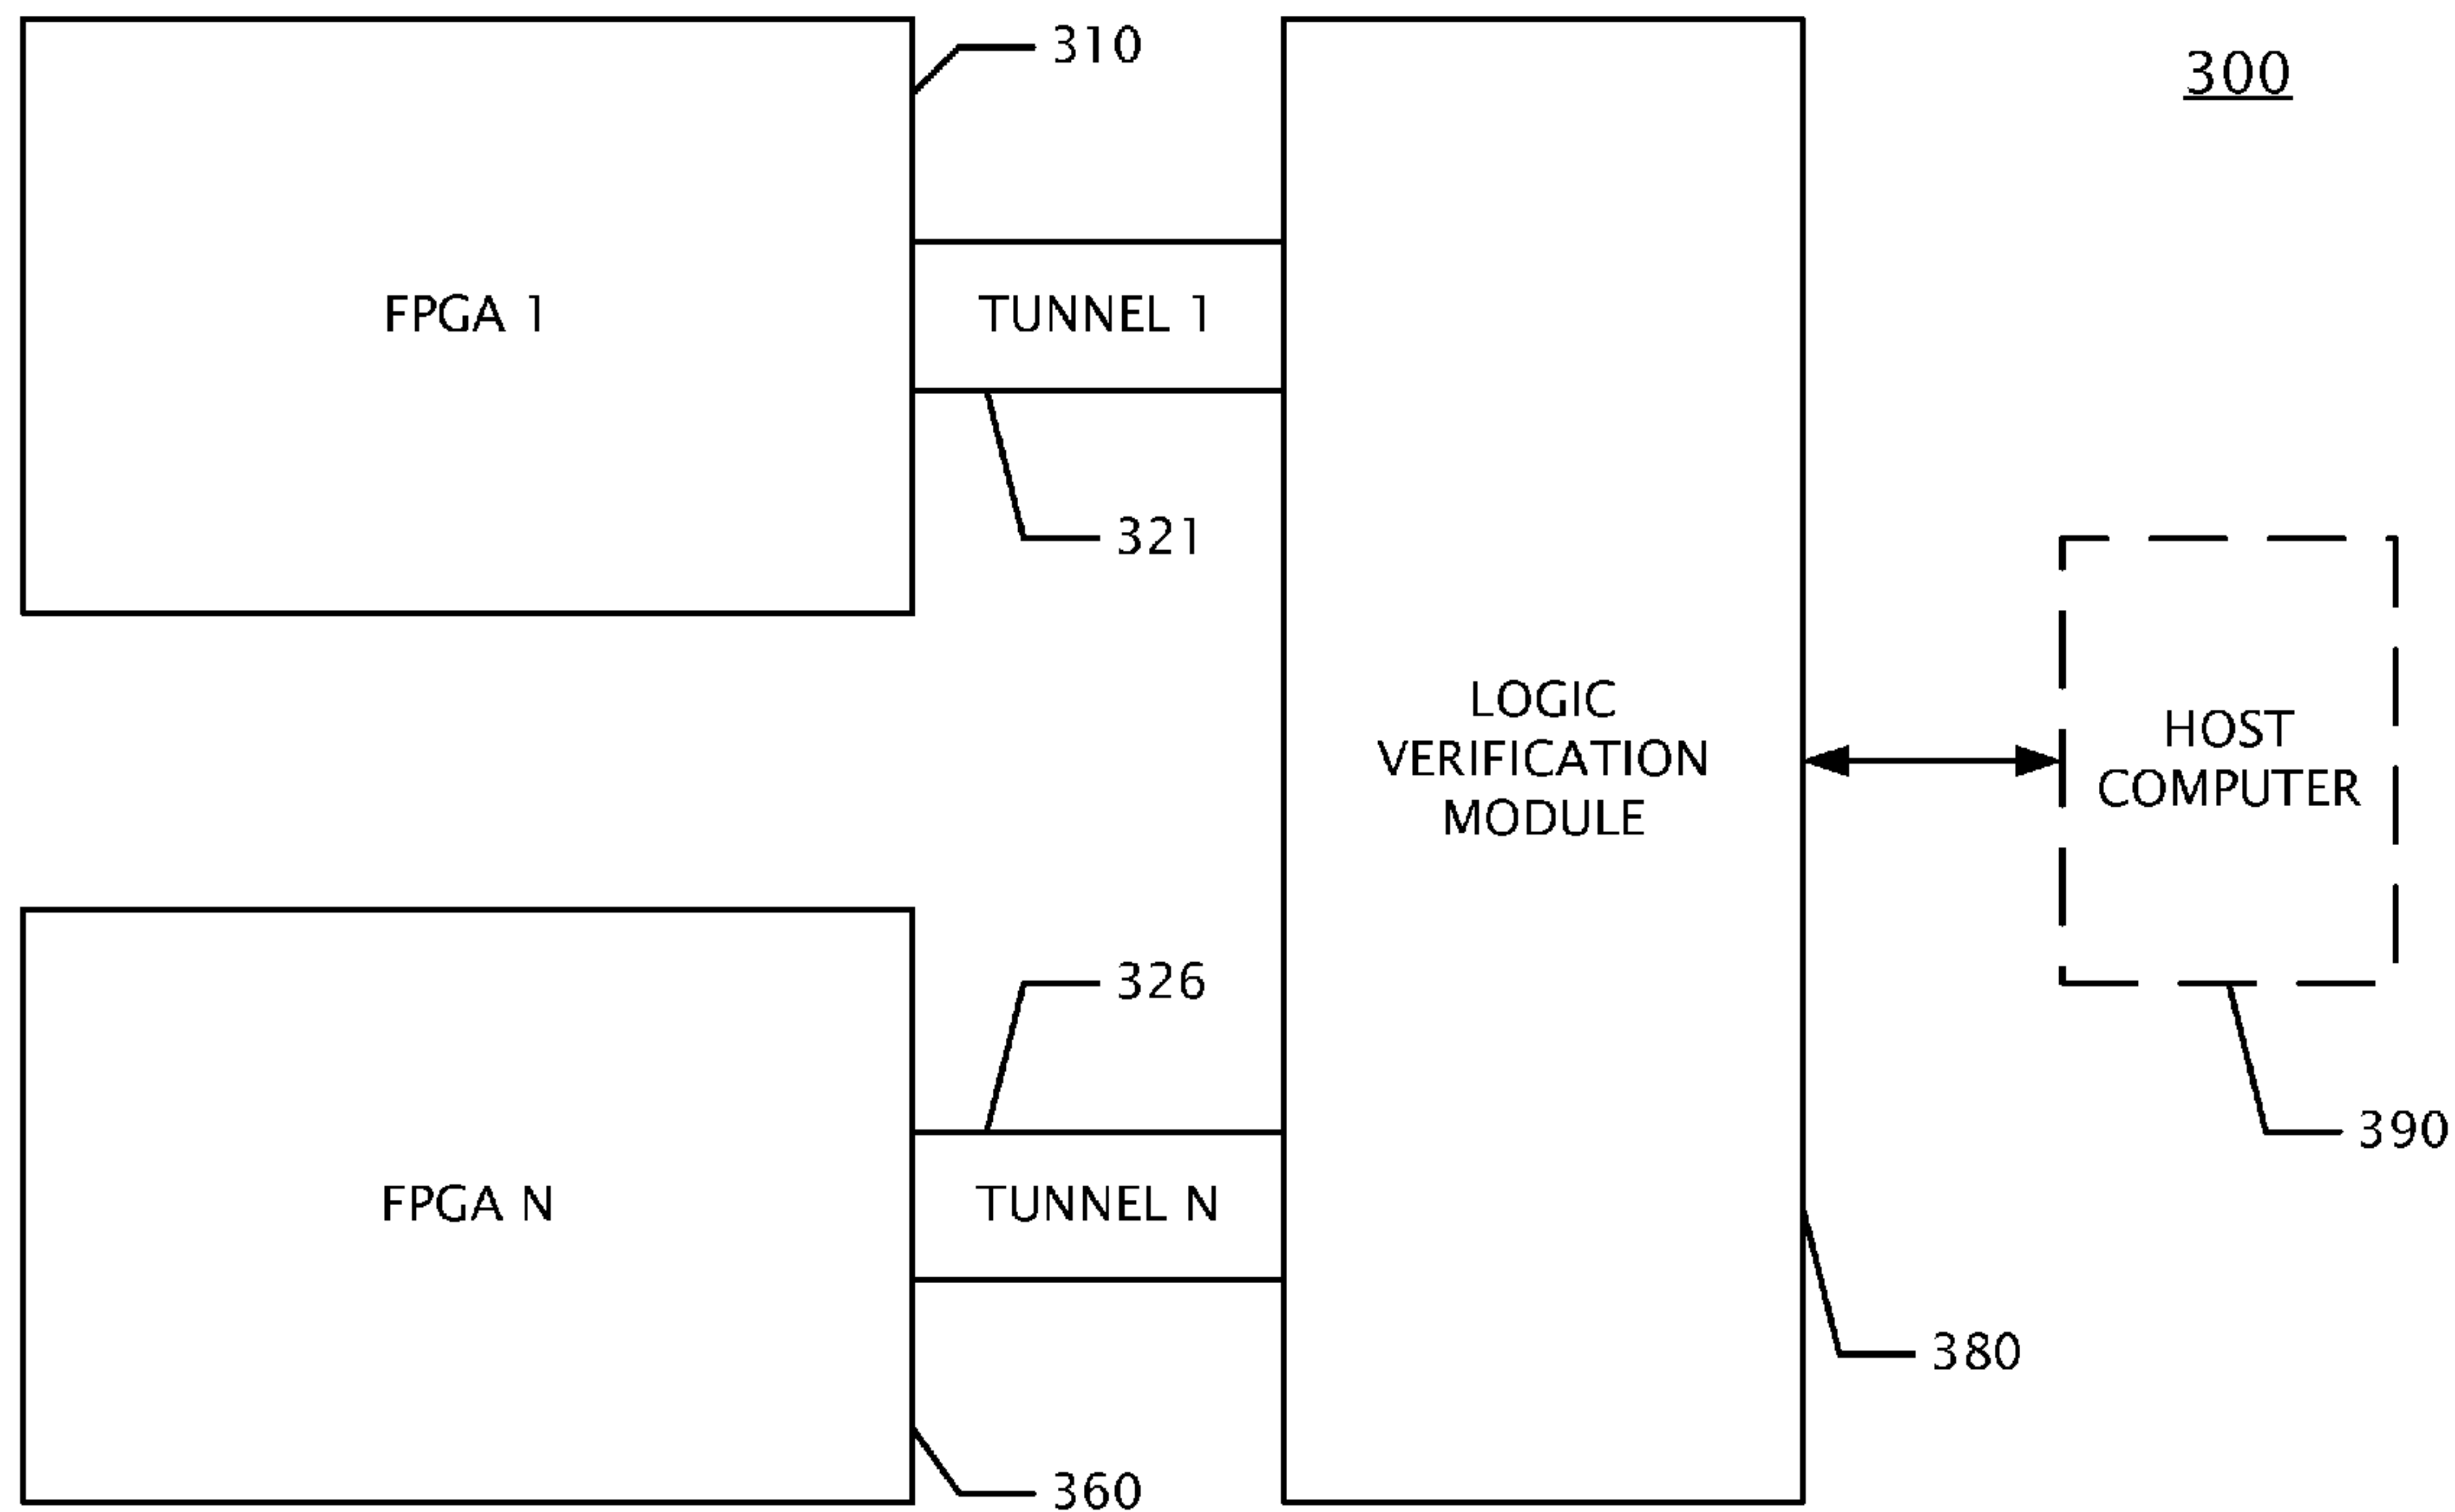 310
300
FPGA 1
TUNNEL 1
321
LOGIC
VERIFICATION
MODULE
HOST
COMPUTER
326
390
FPGA N
TUNNEL N
380
360